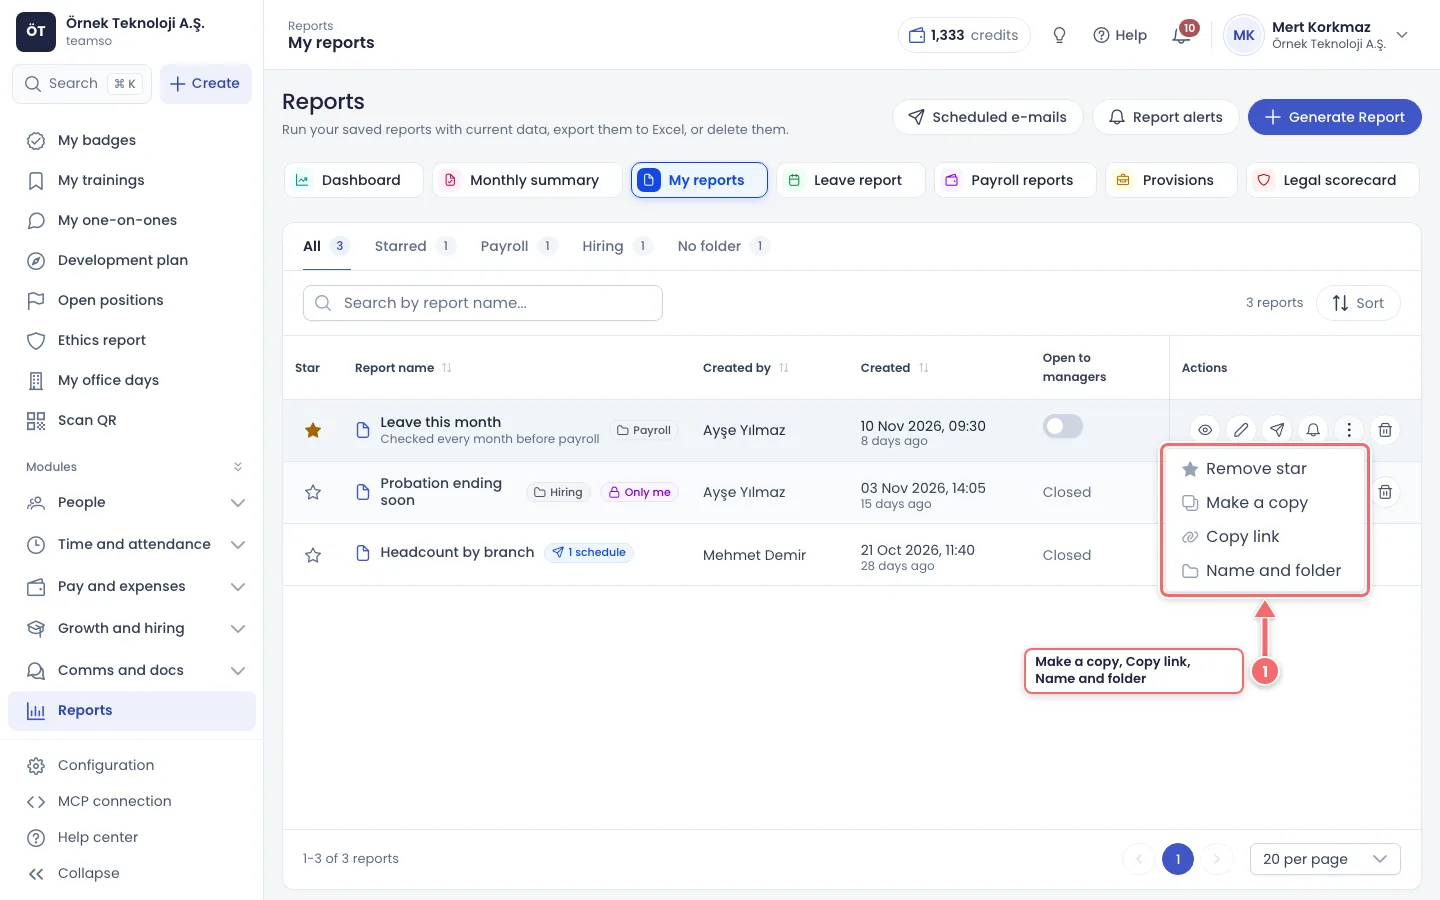 ÖT
Örnek Teknoloji A.Ş.
teamso
Search ⌘ K
Create
My badges
My trainings
My one-on-ones
Development plan
Open positions
Ethics report
My office days
Scan QR
Modules
People
Time and attendance
Pay and expenses
Growth and hiring
Comms and docs
Reports
Configuration
MCP connection
Help center
Collapse
Reports
My reports
1,333 credits
Help
10
MK
Mert Korkmaz
Örnek Teknoloji A.Ş.
Reports
Run your saved reports with current data, export them to Excel, or delete them.
Scheduled e-mails
Report alerts
Generate Report
Dashboard
Monthly summary
My reports
Leave report
Payroll reports
Provisions
Legal scorecard
All 3
Starred 1
Payroll 1
Hiring 1
No folder 1
Search by report name...
3 reports
Sort
Star
Report name
Created by
Created
Open to
managers
Actions
Leave this month
Checked every month before payroll
Payroll
Ayşe Yılmaz
10 Nov 2026, 09:30
8 days ago
Probation ending
soon
Hiring
Only me
Ayşe Yılmaz
03 Nov 2026, 14:05
15 days ago
Closed
Headcount by branch
1 schedule
Mehmet Demir
21 Oct 2026, 11:40
28 days ago
Closed
Remove star
Make a copy
Copy link
Name and folder
Make a copy, Copy link,
Name and folder
1
1-3 of 3 reports
1
20 per page